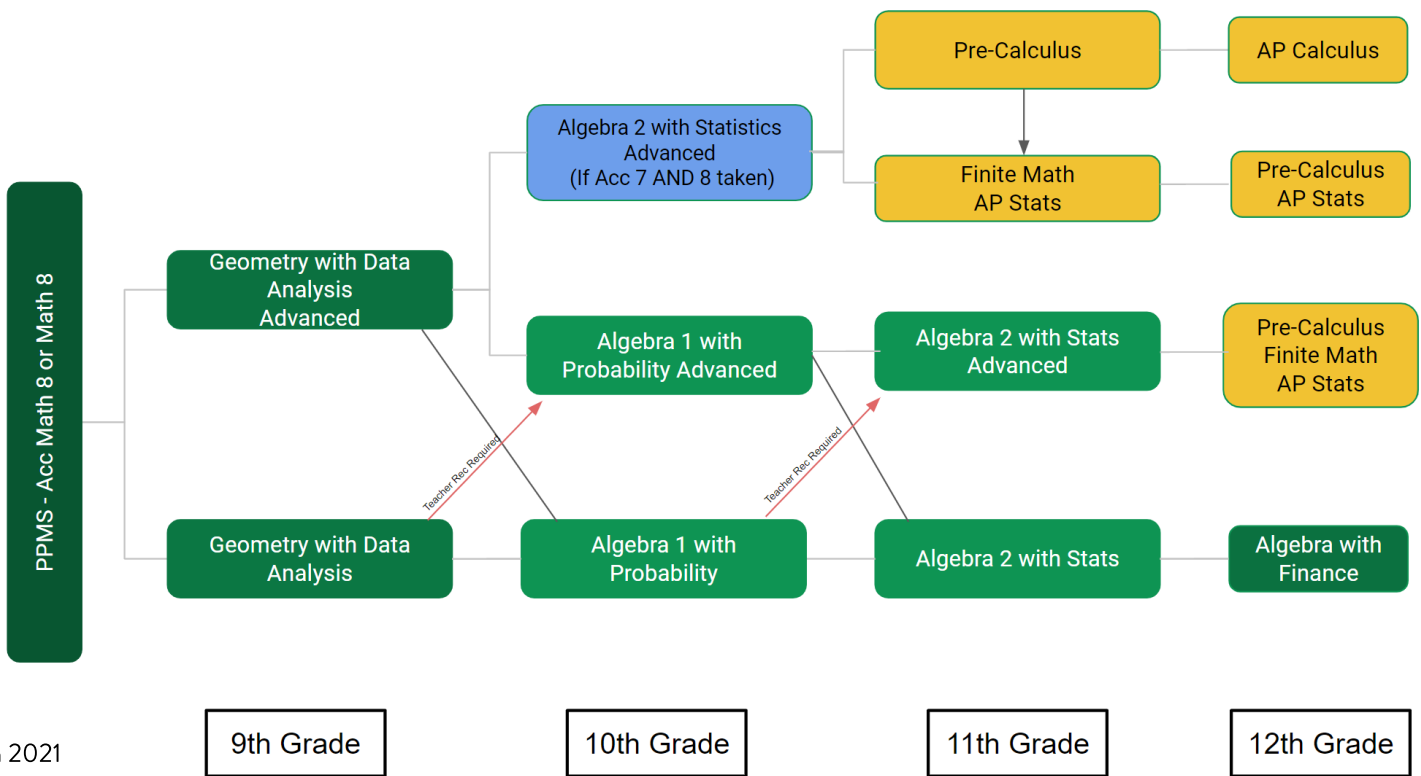 PPMS - Acc Math 8 or Math 8
Geometry with Data
Analysis
Advanced
Geometry with Data
Analysis
Teacher Rec Required
Algebra 2 with Statistics
Advanced
(If Acc 7 AND 8 taken)
Algebra 1 with
Probability Advanced
Algebra 1 with
Probability
Teacher Rec Required
Pre-Calculus
Finite Math
AP Stats
Algebra 2 with Stats
Advanced
Algebra 2 with Stats
AP Calculus
Pre-Calculus
AP Stats
Pre-Calculus
Finite Math
AP Stats
Algebra with
Finance
2021
9th Grade
10th Grade
11th Grade
12th Grade